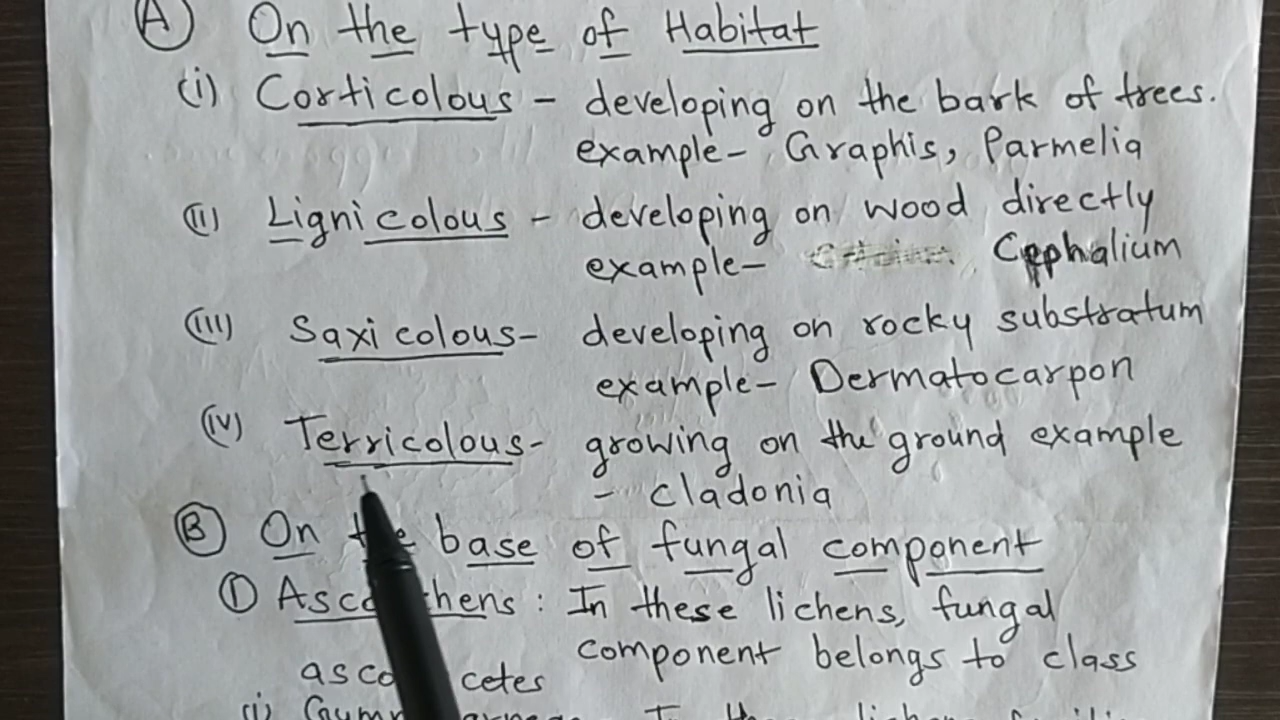 (A) On the type of Habitat
(i) Corticolous - developing on the bark of trees.
example- Graphis, Parmelia
(ii) Lignicolous - developing on wood directly
example- Cyphalium
(iii) Saxicolous- developing on rocky substratum
example- Dermatocarpon
(iv) Terricolous- growing on the ground example
- Cladonia
(B) On the base of fungal component
(1) : In these lichens, fungal
component belongs to class
(i)